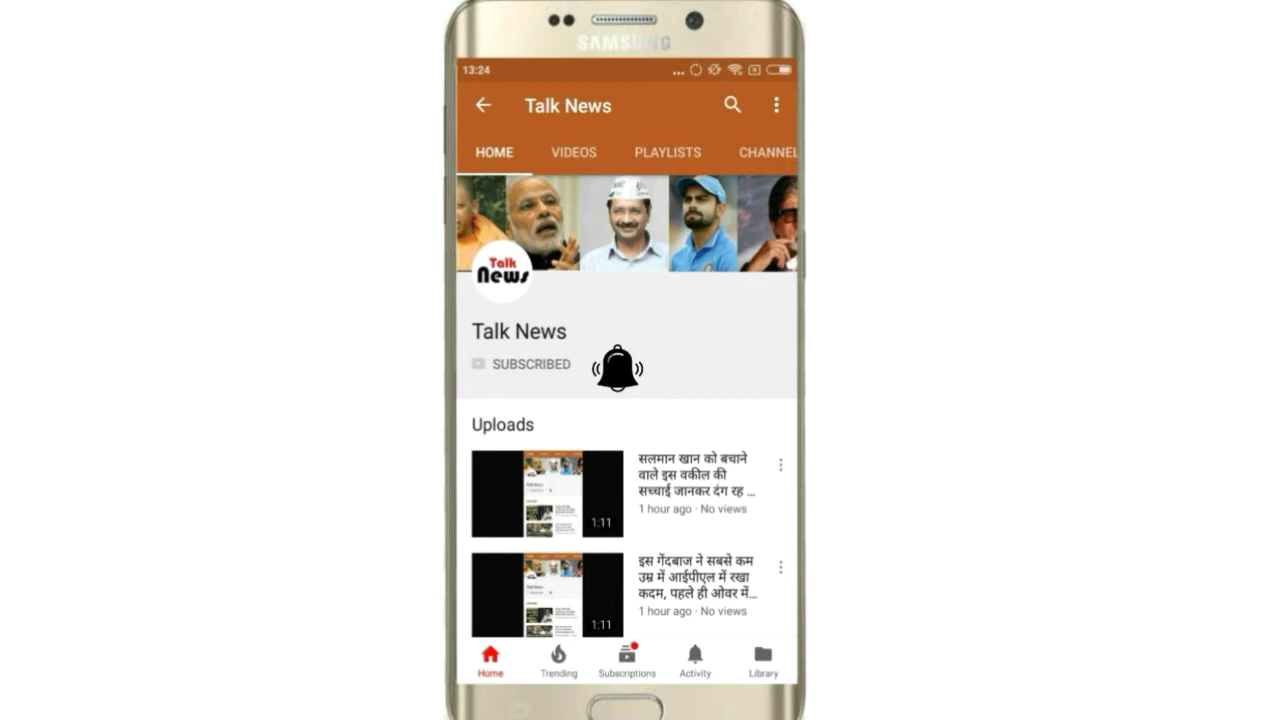 SAMSUNG
13:24
Talk News
HOME VIDEOS PLAYLISTS CHANNEL
Talk
News
Talk News
SUBSCRIBED
Uploads
सलमान खान को बचाने
वाले इस वकील की
सच्चाई जानकर दंग रह ...
1 hour ago · No views
1:11
इस गेंदबाज ने सबसे कम
उम्र में आईपीएल में रखा
कदम, पहले ही ओवर में...
1 hour ago · No views
1:11
Home Trending Subscriptions Activity Library